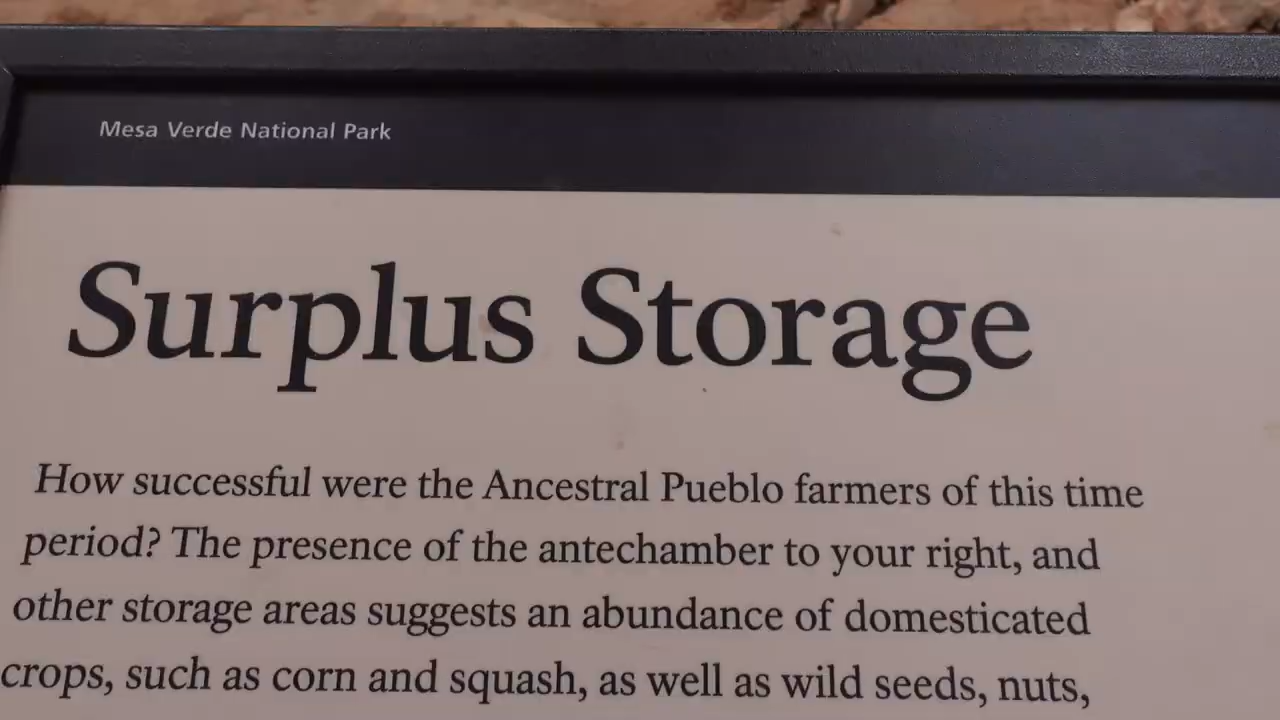 Mesa Verde National Park
Surplus Storage
How successful were the Ancestral Pueblo farmers of this time
period? The presence of the antechamber to your right, and
other storage areas suggests an abundance of domesticated
crops, such as corn and squash, as well as wild seeds, nuts,